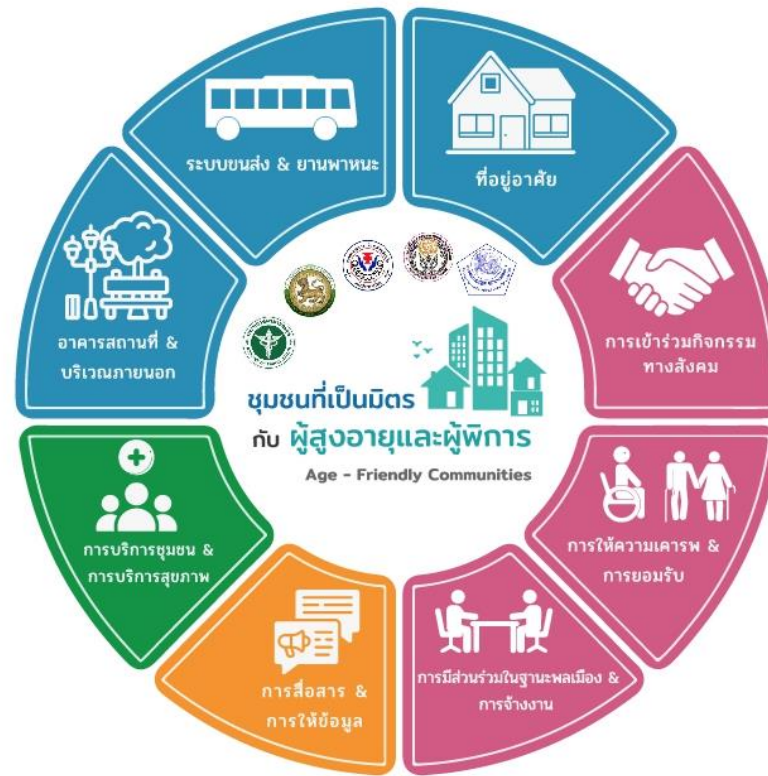 ระบบขนส่ง & ยานพาหนะ
ที่อยู่อาศัย
การเข้าร่วมกิจกรรม
ทางสังคม
การให้ความเคารพ &
การยอมรับ
การมีส่วนร่วมในฐานะพลเมือง &
การจ้างงาน
การสื่อสาร &
การให้ข้อมูล
การบริการชุมชน &
การบริการสุขภาพ
อาคารสถานที่ &
บริเวณภายนอก
ชุมชนที่เป็นมิตร
กับ ผู้สูงอายุและผู้พิการ
Age - Friendly Communities